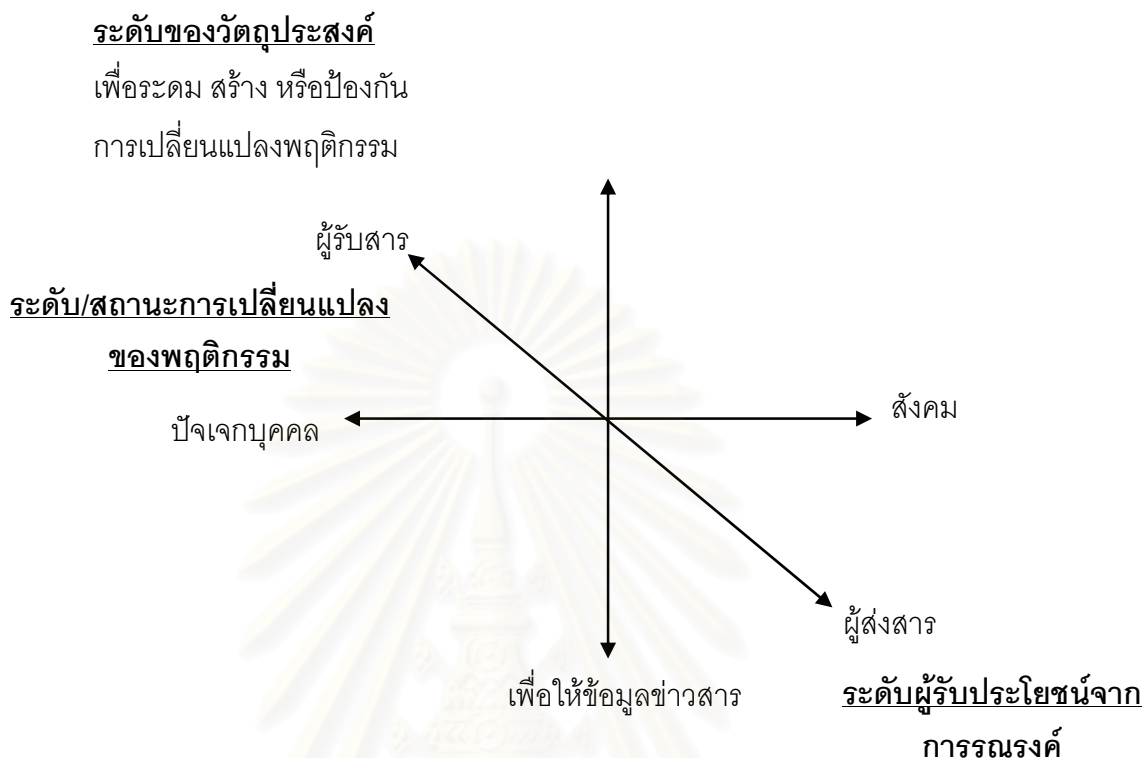 ระดับของวัตถุประสงค์
เพื่อระดม สร้าง หรือป้องกัน
การเปลี่ยนแปลงพฤติกรรม
ผู้รับสาร
ระดับ/สถานะการเปลี่ยนแปลง
ของพฤติกรรม
สังคม
ปัจเจกบุคคล
ผู้ส่งสาร
เพื่อให้ข้อมูลข่าวสาร
ระดับผู้รับประโยชน์จาก
การรณรงค์